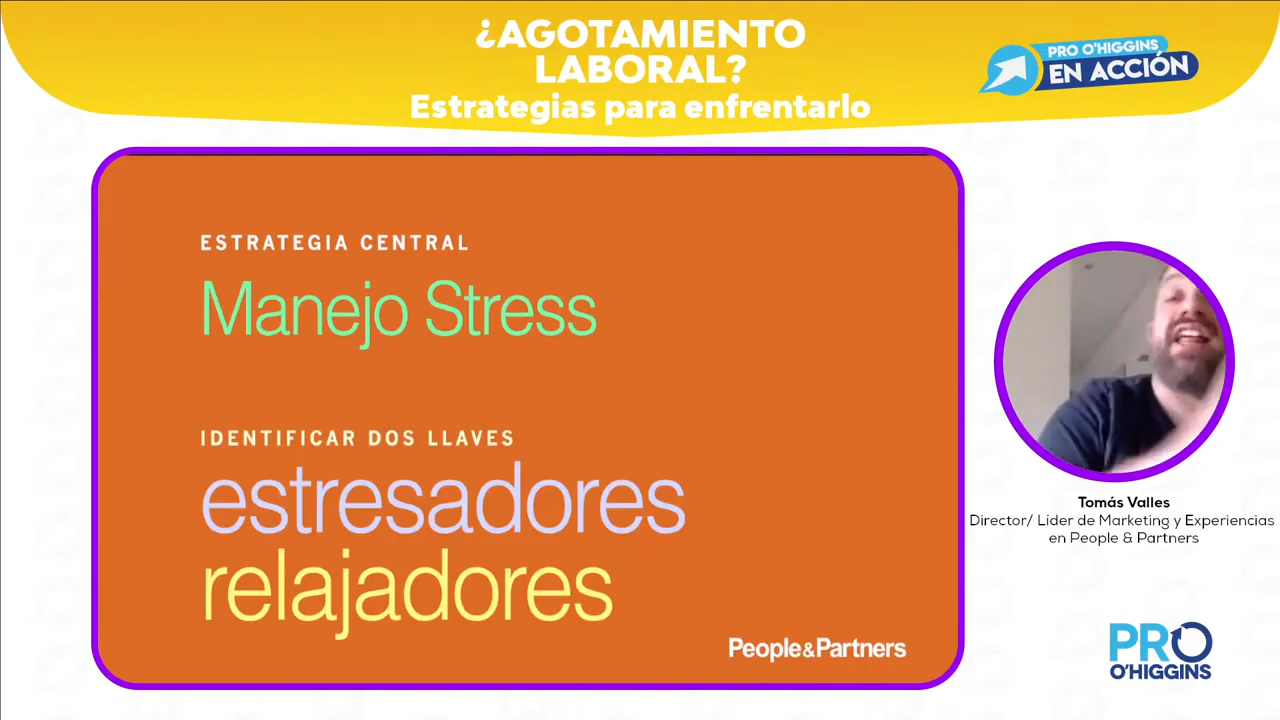 ¿AGOTAMIENTO
LABORAL?
Estrategias para enfrentarlo
PRO O'HIGGINS
EN ACCIÓN
ESTRATEGIA CENTRAL
Manejo Stress
IDENTIFICAR DOS LLAVES
estresadores
relajadores
People&Partners
Tomás Valles
Director/ Líder de Marketing y Experiencias
en People & Partners
PRO
O'HIGGINS